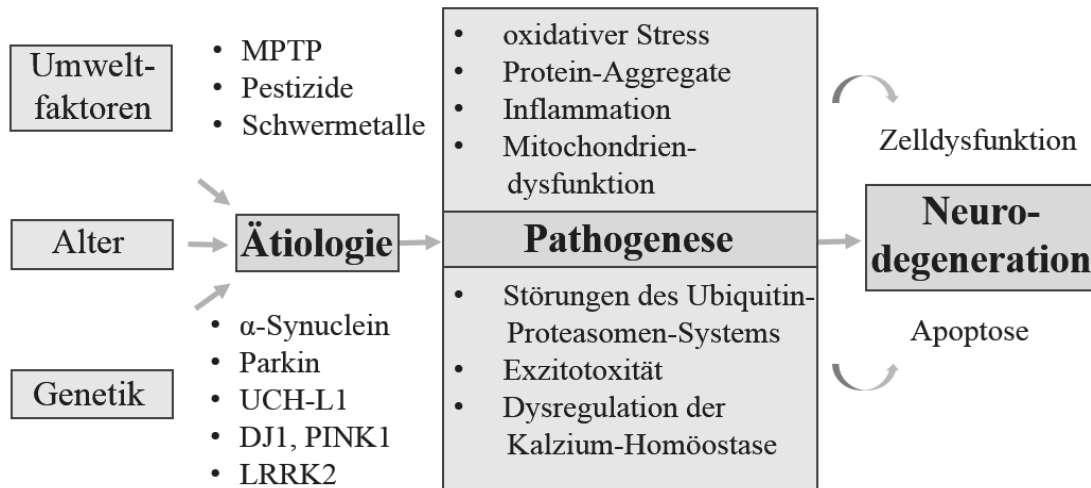 Umwelt-
faktoren
• MPTP
• Pestizide
• Schwermetalle
Alter
Genetik
• α-Synuclein
• Parkin
• UCH-L1
• DJ1, PINK1
• LRRK2
Ätiologie
• oxidativer Stress
• Protein-Aggregate
• Inflammation
• Mitochondrien-
dysfunktion
Pathogenese
• Störungen des Ubiquitin-
Proteasomen-Systems
• Exzitotoxität
• Dysregulation der
Kalzium-Homöostase
Zelldysfunktion
Neuro-
degeneration
Apoptose